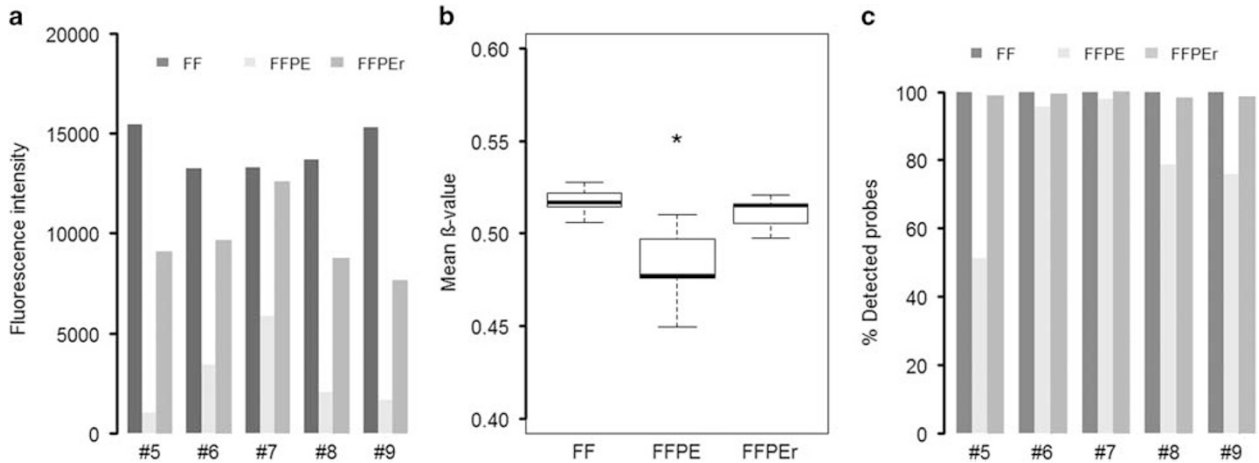 a
20000
15000
10000
5000
0
Fluorescence intensity
FF FFPE FFPEr
#5 #6 #7 #8 #9
b
0.60
0.55
0.50
0.45
0.40
Mean ß-value
*
FF FFPE FFPEr
c
FF FFPE FFPEr
100
80
60
40
20
0
% Detected probes
#5 #6 #7 #8 #9